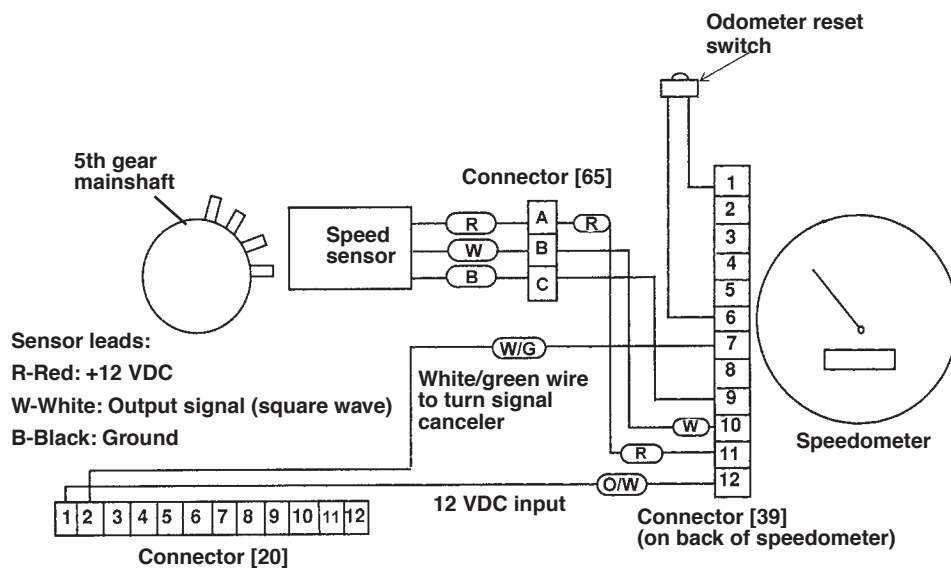 Odometer reset
switch
5th gear
mainshaft
Connector [65]
Speed
sensor
R
W
B
A
B
C
R
1
2
3
4
5
6
7
8
9
10
11
12
Sensor leads:
R-Red: +12 VDC
W-White: Output signal (square wave)
B-Black: Ground
W/G
White/green wire
to turn signal
canceler
W
R
O/W
Speedometer
12 VDC input
1 2 3 4 5 6 7 8 9 10 11 12
Connector [20]
Connector [39]
(on back of speedometer)